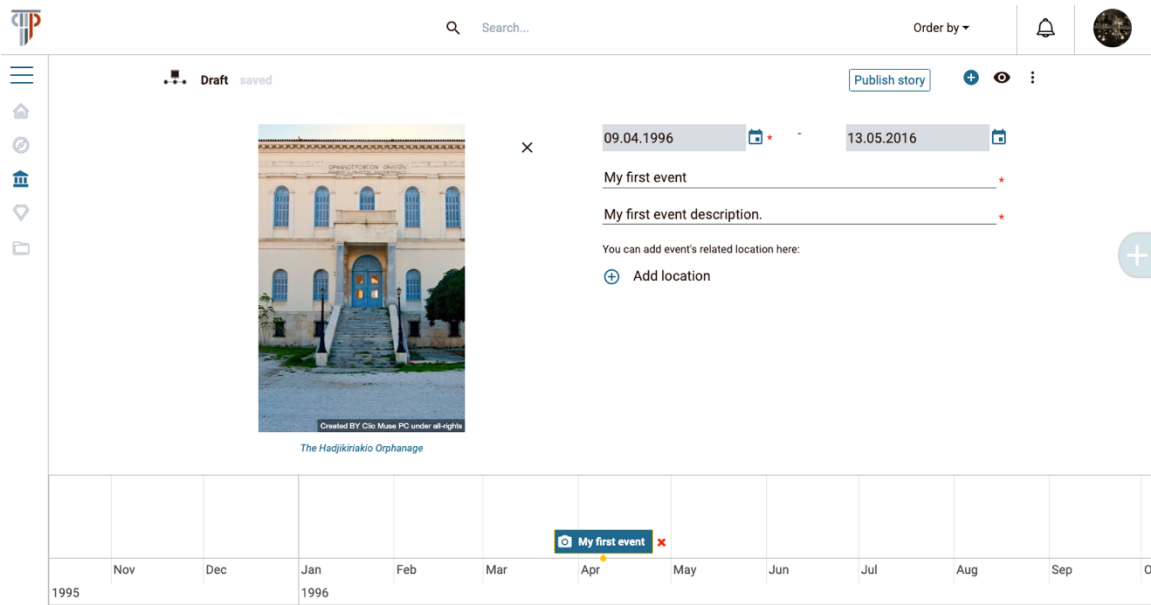 Search...
Order by
Draft saved
Publish story
09.04.1996 * - 13.05.2016
My first event *
My first event description. *
You can add event's related location here:
Add location
Created BY Clio Muse PC under all-rights
The Hadjikiriakio Orphanage
My first event
Nov Dec Jan Feb Mar Apr May Jun Jul Aug Sep
1995 1996